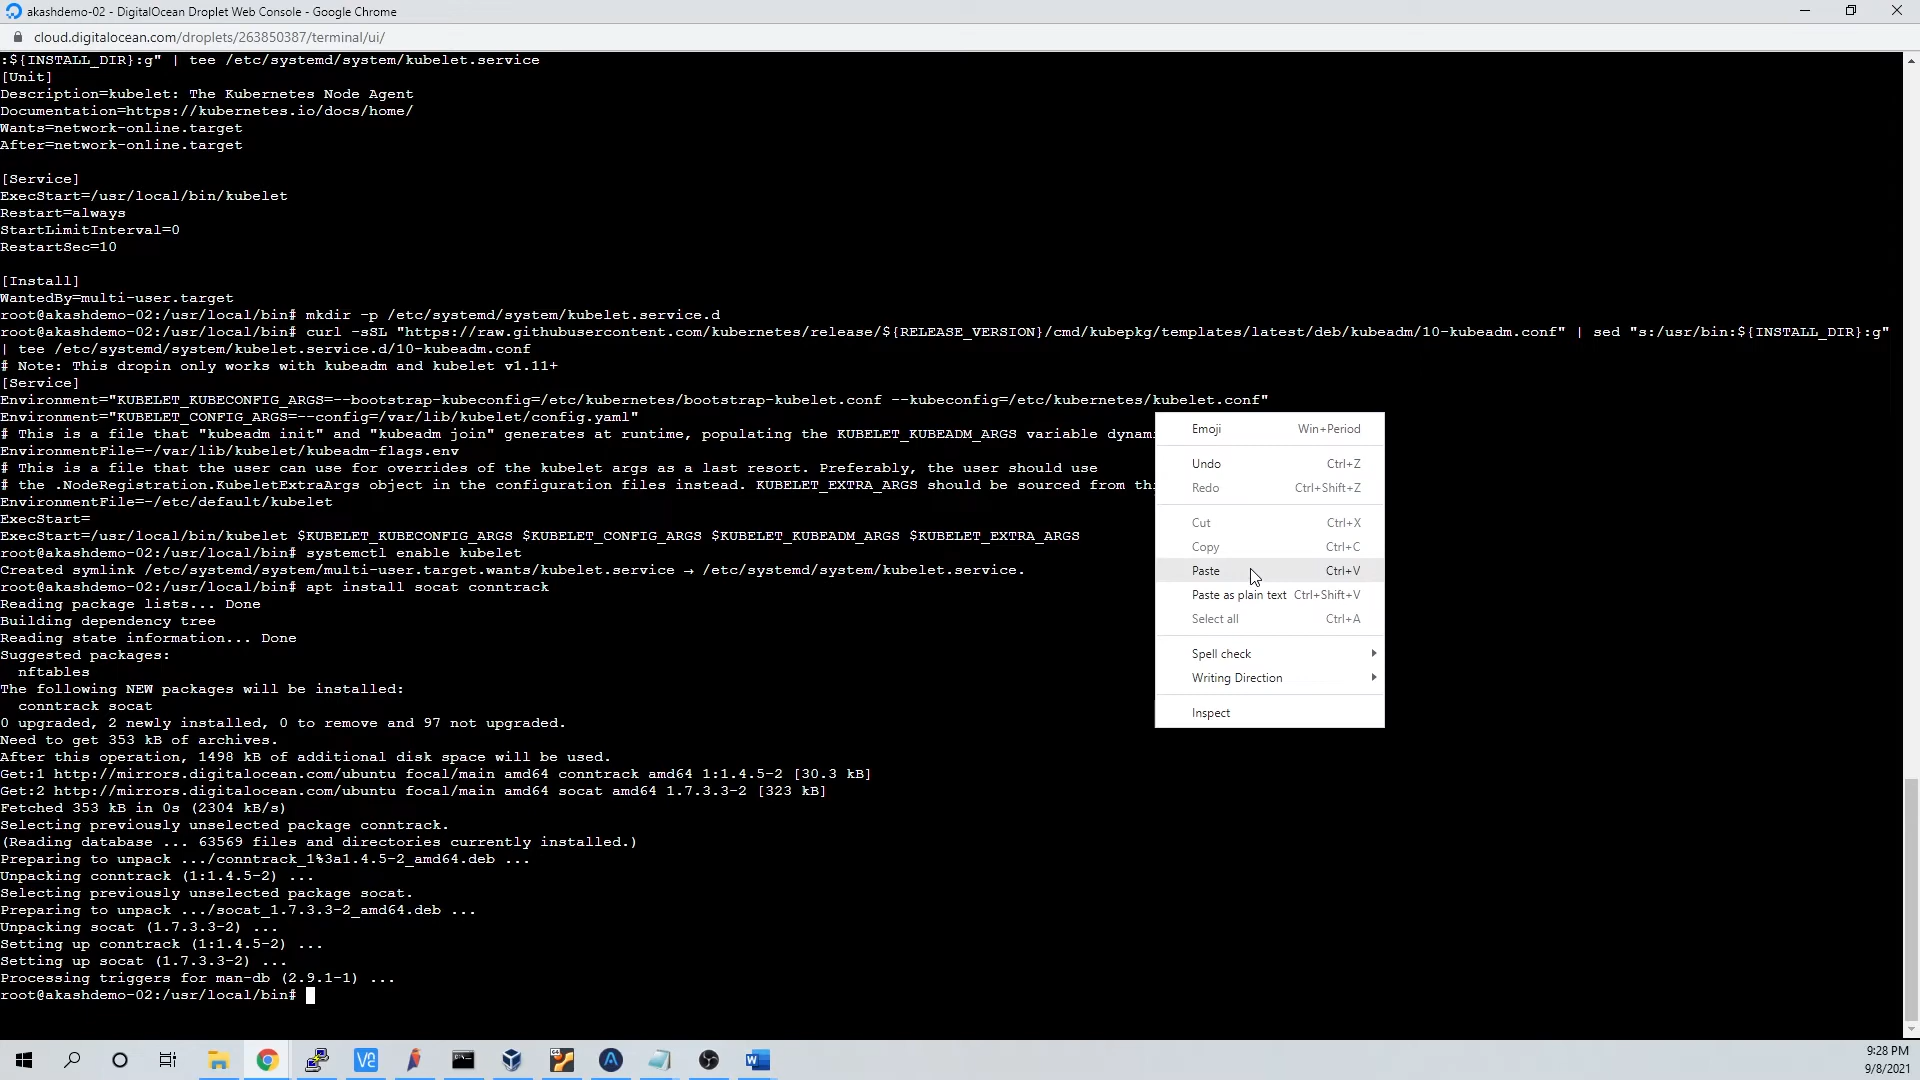 akashdemo-02 - DigitalOcean Droplet Web Console - Google Chrome
cloud.digitalocean.com/droplets/263850387/terminal/ui/
:${INSTALL_DIR}:g" | tee /etc/systemd/system/kubelet.service
[Unit]
Description=kubelet: The Kubernetes Node Agent
Documentation=https://kubernetes.io/docs/home/
Wants=network-online.target
After=network-online.target
[Service]
ExecStart=/usr/local/bin/kubelet
Restart=always
StartLimitInterval=0
RestartSec=10
[Install]
WantedBy=multi-user.target
root@akashdemo-02:/usr/local/bin# mkdir -p /etc/systemd/system/kubelet.service.d
root@akashdemo-02:/usr/local/bin# curl -sSL "https://raw.githubusercontent.com/kubernetes/release/${RELEASE_VERSION}/cmd/kubepkg/templates/latest/deb/kubeadm/10-kubeadm.conf" | sed "s:/usr/bin:${INSTALL_DIR}:g"
| tee /etc/systemd/system/kubelet.service.d/10-kubeadm.conf
# Note: This dropin only works with kubeadm and kubelet v1.11+
[Service]
Environment="KUBELET_KUBECONFIG_ARGS=--bootstrap-kubeconfig=/etc/kubernetes/bootstrap-kubelet.conf --kubeconfig=/etc/kubernetes/kubelet.conf"
Environment="KUBELET_CONFIG_ARGS=--config=/var/lib/kubelet/config.yaml"
# This is a file that "kubeadm init" and "kubeadm join" generates at runtime, populating the KUBELET_KUBEADM_ARGS variable dynami
EnvironmentFile=-/var/lib/kubelet/kubeadm-flags.env
# This is a file that the user can use for overrides of the kubelet args as a last resort. Preferably, the user should use
# the .NodeRegistration.KubeletExtraArgs object in the configuration files instead. KUBELET_EXTRA_ARGS should be sourced from thi
EnvironmentFile=-/etc/default/kubelet
ExecStart=
ExecStart=/usr/local/bin/kubelet $KUBELET_KUBECONFIG_ARGS $KUBELET_CONFIG_ARGS $KUBELET_KUBEADM_ARGS $KUBELET_EXTRA_ARGS
root@akashdemo-02:/usr/local/bin# systemctl enable kubelet
Created symlink /etc/systemd/system/multi-user.target.wants/kubelet.service → /etc/systemd/system/kubelet.service.
root@akashdemo-02:/usr/local/bin# apt install socat conntrack
Reading package lists... Done
Building dependency tree
Reading state information... Done
Suggested packages:
nftables
The following NEW packages will be installed:
conntrack socat
0 upgraded, 2 newly installed, 0 to remove and 97 not upgraded.
Need to get 353 kB of archives.
After this operation, 1498 kB of additional disk space will be used.
Get:1 http://mirrors.digitalocean.com/ubuntu focal/main amd64 conntrack amd64 1:1.4.5-2 [30.3 kB]
Get:2 http://mirrors.digitalocean.com/ubuntu focal/main amd64 socat amd64 1.7.3.3-2 [323 kB]
Fetched 353 kB in 0s (2304 kB/s)
Selecting previously unselected package conntrack.
(Reading database ... 63569 files and directories currently installed.)
Preparing to unpack .../conntrack_1%3a1.4.5-2_amd64.deb ...
Unpacking conntrack (1:1.4.5-2) ...
Selecting previously unselected package socat.
Preparing to unpack .../socat_1.7.3.3-2_amd64.deb ...
Unpacking socat (1.7.3.3-2) ...
Setting up conntrack (1:1.4.5-2) ...
Setting up socat (1.7.3.3-2) ...
Processing triggers for man-db (2.9.1-1) ...
root@akashdemo-02:/usr/local/bin#
Emoji Win+Period
Undo Ctrl+Z
Redo Ctrl+Shift+Z
Cut Ctrl+X
Copy Ctrl+C
Paste Ctrl+V
Paste as plain text Ctrl+Shift+V
Select all Ctrl+A
Spell check
Writing Direction
Inspect
9:28 PM
9/8/2021